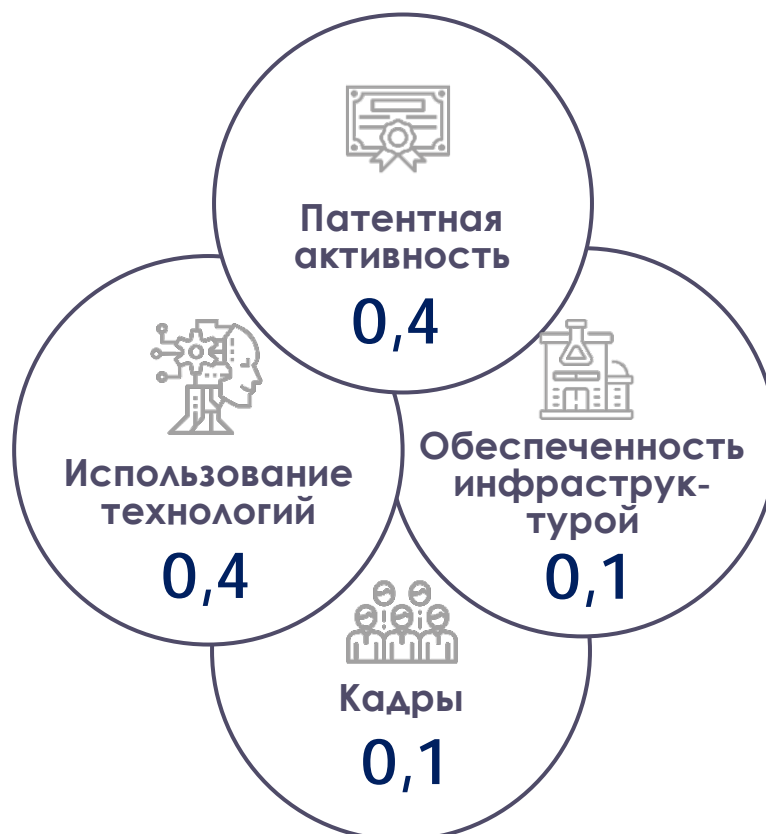 Патентная
активность
0,4
Использование
технологий
0,4
Обеспеченность
инфраструк-
турой
0,1
Кадры
0,1